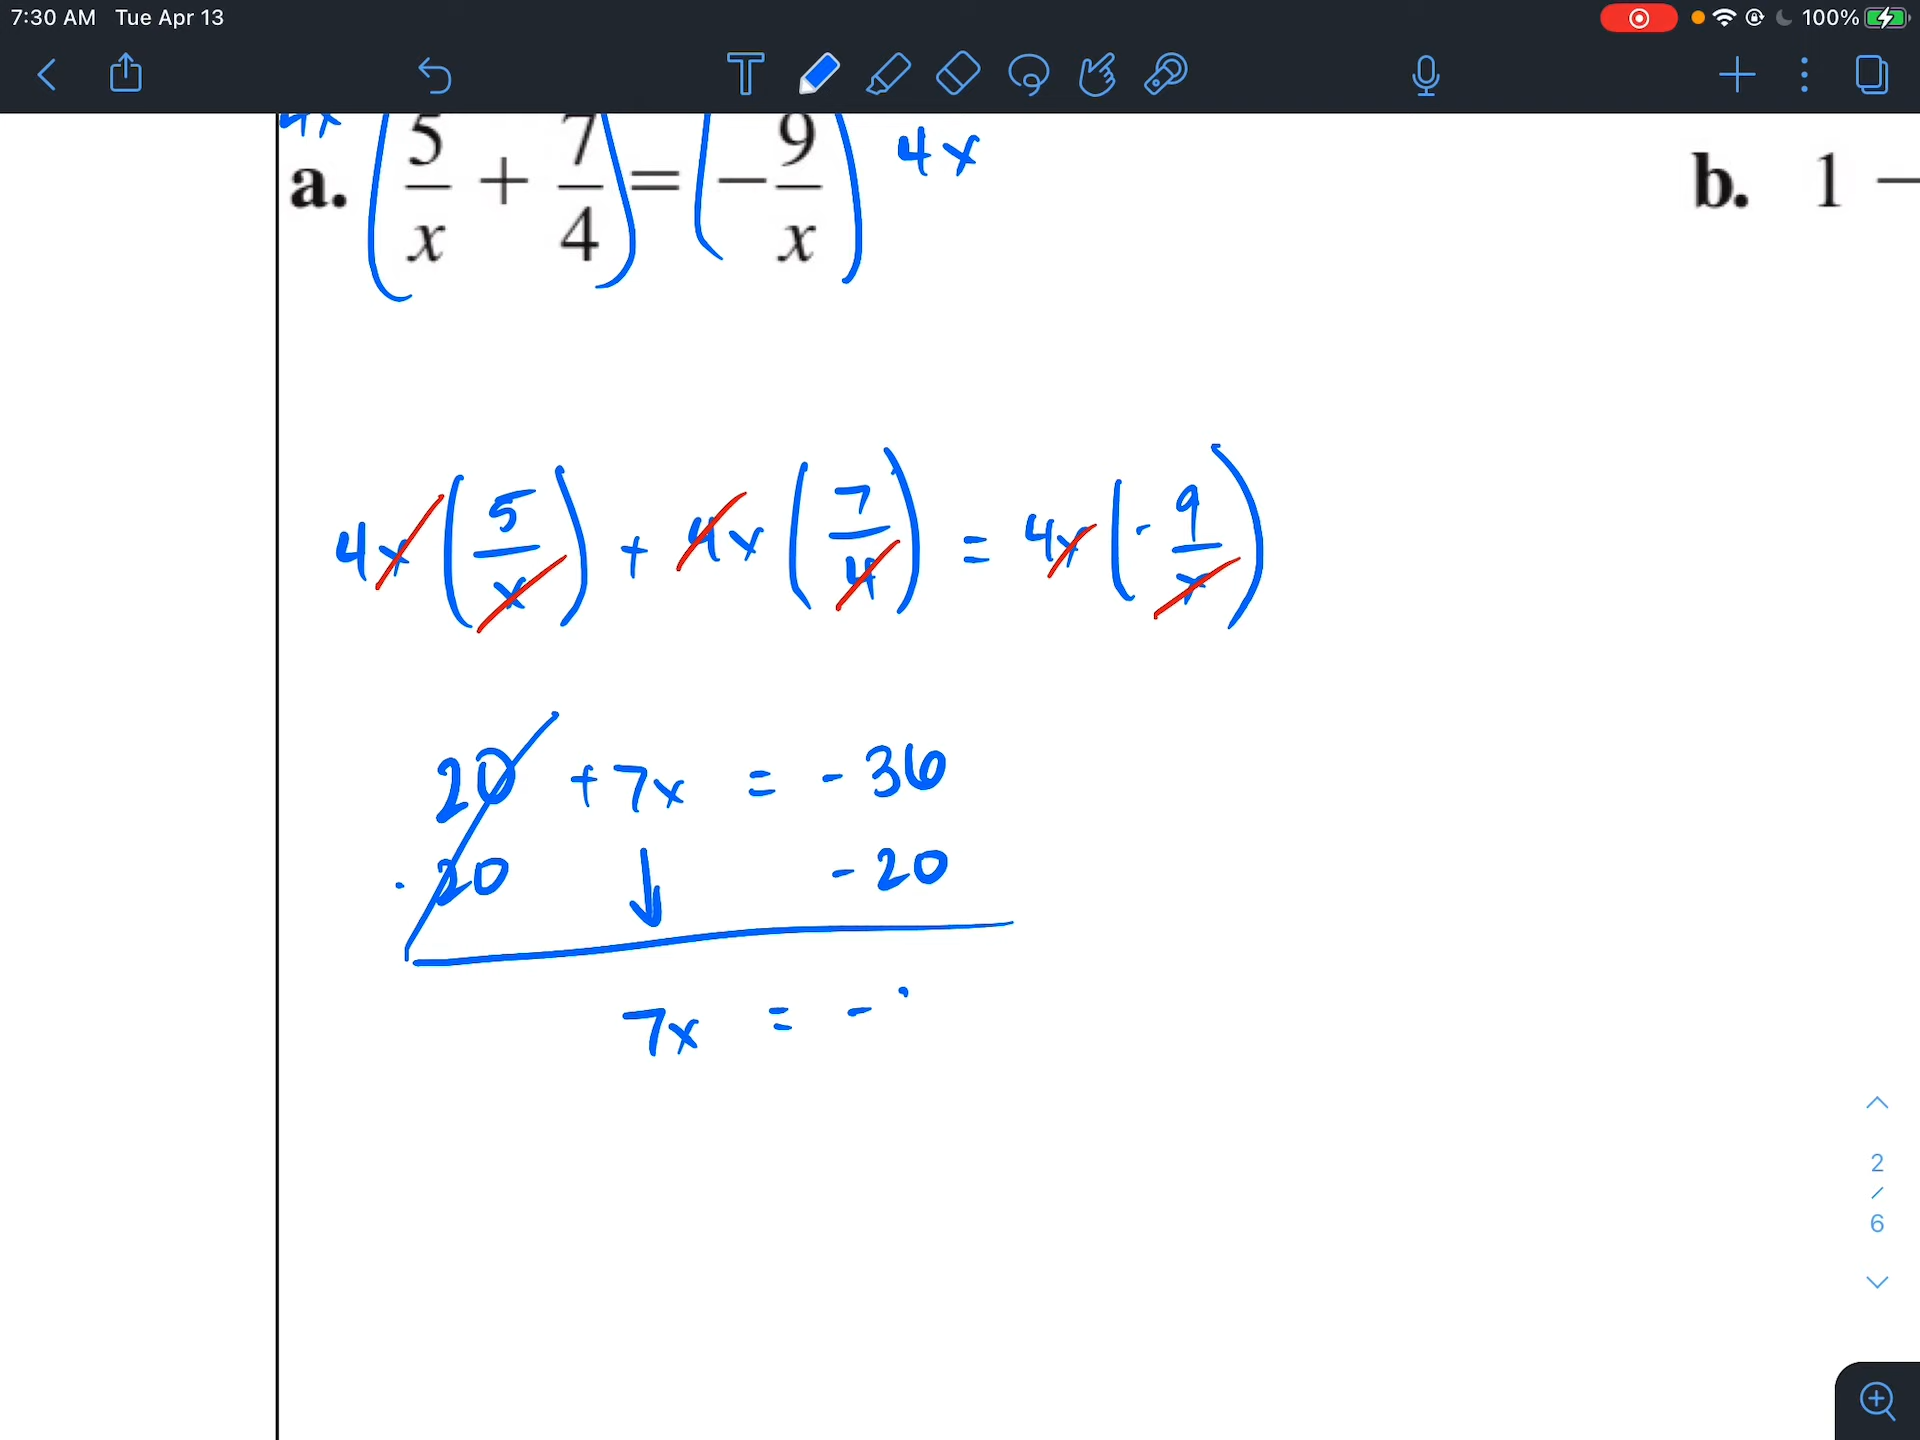 7:30 AM Tue Apr 13 100%
4x ( 5/x + 7/4 ) = ( - 9/x ) 4x
a.
b. 1 −
4x ( 5/x ) + 4x ( 7/4 ) = 4x ( - 9/x )
20 + 7x = - 36
- 20 ↓ - 20
7x = -
2
/
6